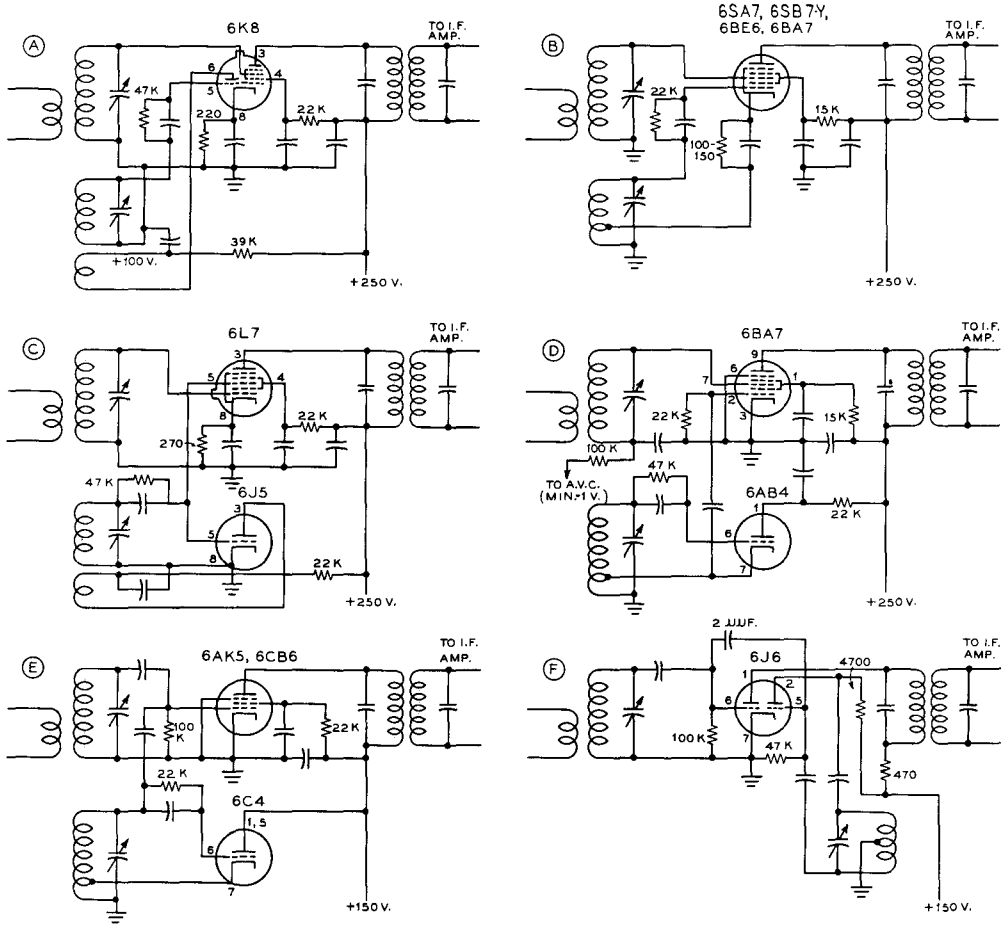 A
6K8
TO I.F.
AMP.
3
6
5
4
47K
220
8
22K
39K
+100 V.
+250 V.
B
6SA7, 6SB7-Y,
6BE6, 6BA7
TO I.F.
AMP.
22K
15K
100-
150
+250 V.
C
6L7
TO I.F.
AMP.
3
5
4
8
22K
270
47K
6J5
3
5
8
22K
+250 V.
D
6BA7
TO I.F.
AMP.
9
6
7
1
2
3
22K
15K
100K
TO A.V.C.
(MIN.-1 V.)
47K
6AB4
1
6
7
22K
+250 V.
E
6AK5, 6CB6
TO I.F.
AMP.
100
K
22K
22K
6C4
1, 5
6
7
+150 V.
F
2 μμF.
6J6
4700
TO I.F.
AMP.
1
2
6
5
7
100K
47K
470
+150 V.